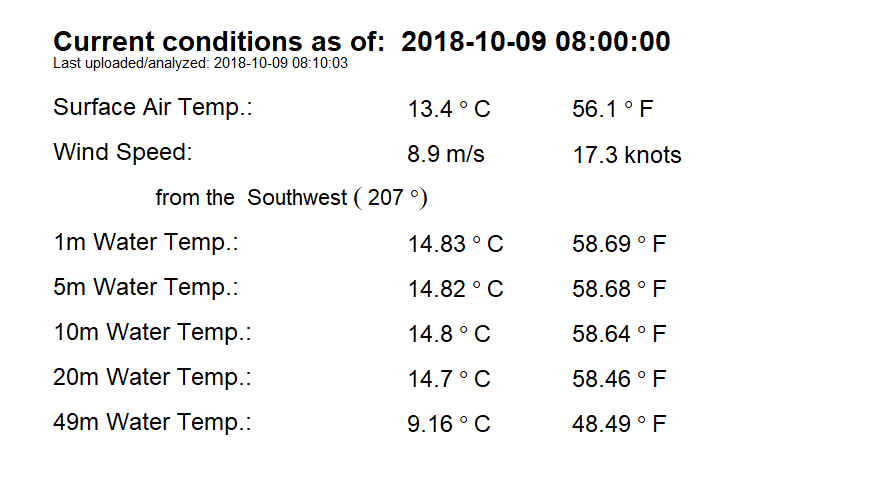 Current conditions as of: 2018-10-09 08:00:00
Last uploaded/analyzed: 2018-10-09 08:10:03
Surface Air Temp.: 13.4 ° C 56.1 ° F
Wind Speed: 8.9 m/s 17.3 knots
from the Southwest ( 207 °)
1m Water Temp.: 14.83 ° C 58.69 ° F
5m Water Temp.: 14.82 ° C 58.68 ° F
10m Water Temp.: 14.8 ° C 58.64 ° F
20m Water Temp.: 14.7 ° C 58.46 ° F
49m Water Temp.: 9.16 ° C 48.49 ° F